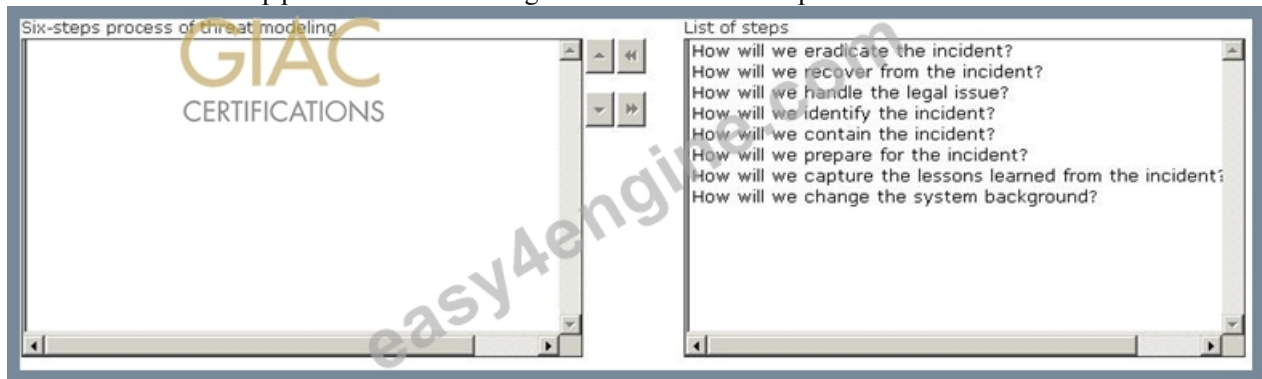 Six-steps process of threat modeling
GIAC
CERTIFICATIONS
List of steps
How will we eradicate the incident?
How will we recover from the incident?
How will we handle the legal issue?
How will we identify the incident?
How will we contain the incident?
How will we prepare for the incident?
How will we capture the lessons learned from the incident?
How will we change the system background?
easy4engine.com